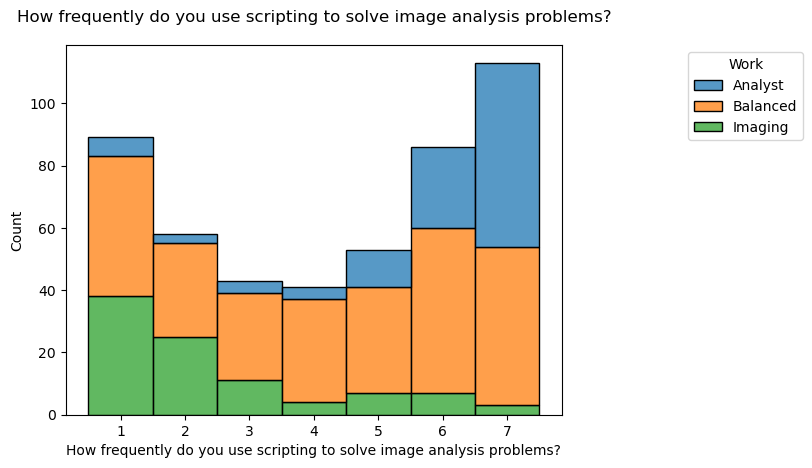 How frequently do you use scripting to solve image analysis problems?
Work
Analyst
Balanced
Imaging
Count
100
80
60
40
20
0
1 2 3 4 5 6 7
How frequently do you use scripting to solve image analysis problems?